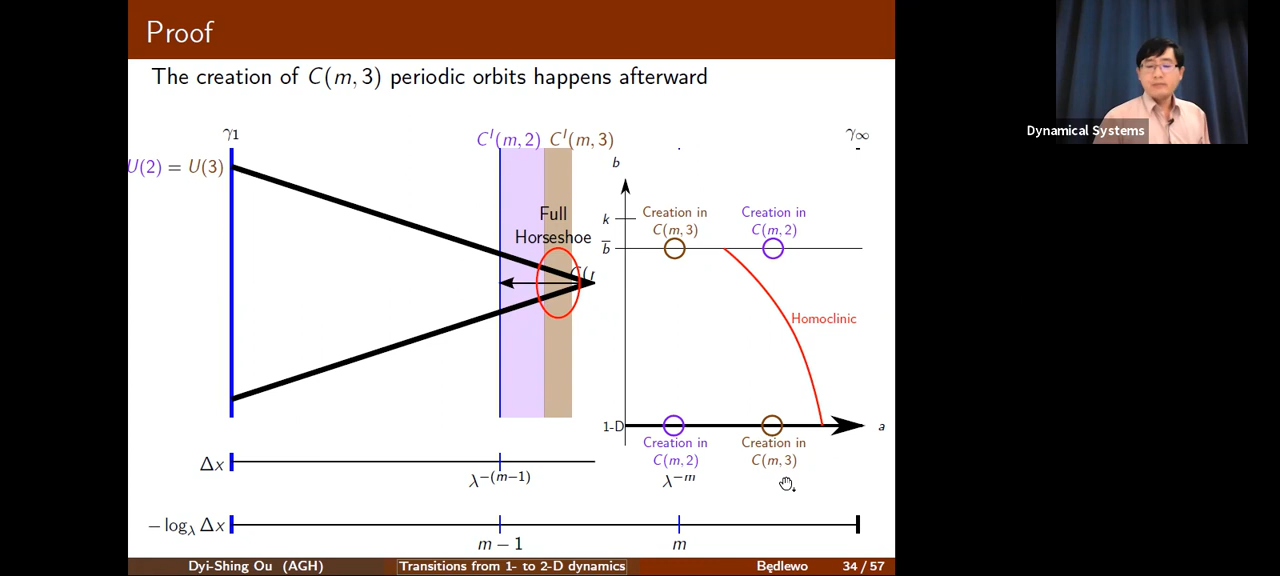 Proof
The creation of C(m, 3) periodic orbits happens afterward
γ₁
Cᴵ(m, 2) Cᴵ(m, 3)
γ∞
U(2) = U(3)
b
Full
Horseshoe
k
b̄
Creation in
C(m, 3)
Creation in
C(m, 2)
Homoclinic
1-D
a
Creation in
C(m, 2)
Creation in
C(m, 3)
Δx
λ^−(m−1)
λ^−m
− log_λ Δx
m − 1
m
Dyi-Shing Ou (AGH)
Transitions from 1- to 2-D dynamics
Będlewo
34 / 57
Dynamical Systems